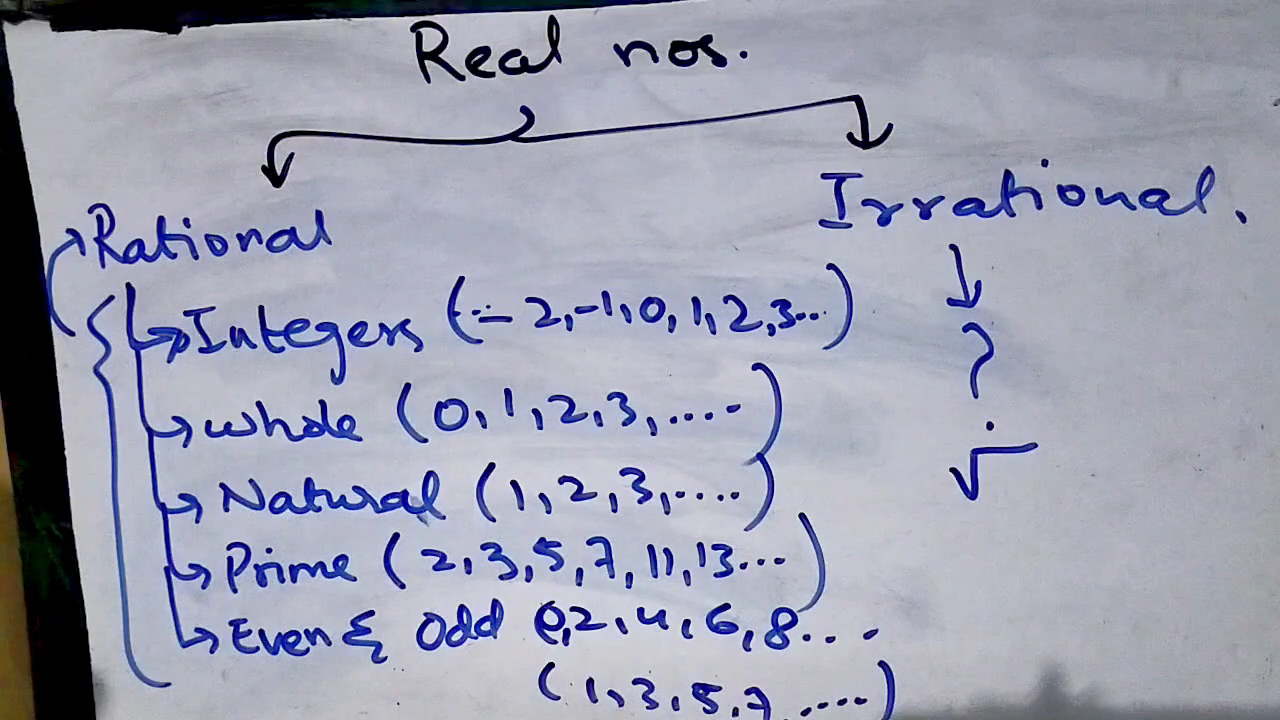 Real nos.
Rational
Irrational.
Integers (... -2, -1, 0, 1, 2, 3...)
?
Whole (0, 1, 2, 3, ....)
√
Natural (1, 2, 3, ....)
Prime (2, 3, 5, 7, 11, 13...)
Even & Odd 0, 2, 4, 6, 8...
(1, 3, 5, 7, ....)